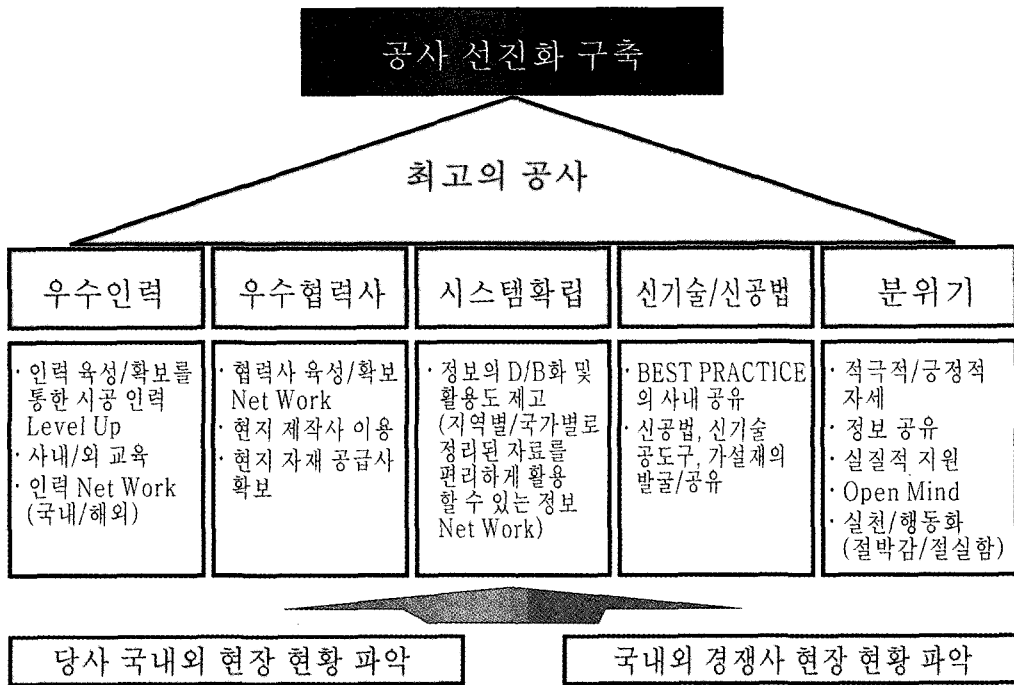 공사 선진화 구축
최고의 공사
우수인력
우수협력사
시스템확립
신기술/신공법
분위기
· 인력 육성/확보를
통한 시공 인력
Level Up
· 사내/외 교육
· 인력 Net Work
(국내/해외)
· 협력사 육성/확보
Net Work
· 현지 제작사 이용
· 현지 자재 공급사
확보
· 정보의 D/B화 및
활용도 제고
(지역별/국가별로
정리된 자료를
편리하게 활용
할 수 있는 정보
Net Work)
· BEST PRACTICE
의 사내 공유
· 신공법, 신기술
공도구, 가설재의
발굴/공유
· 적극적/긍정적
자세
· 정보 공유
· 실질적 지원
· Open Mind
· 실천/행동화
(절박감/절실함)
당사 국내외 현장 현황 파악
국내외 경쟁사 현장 현황 파악